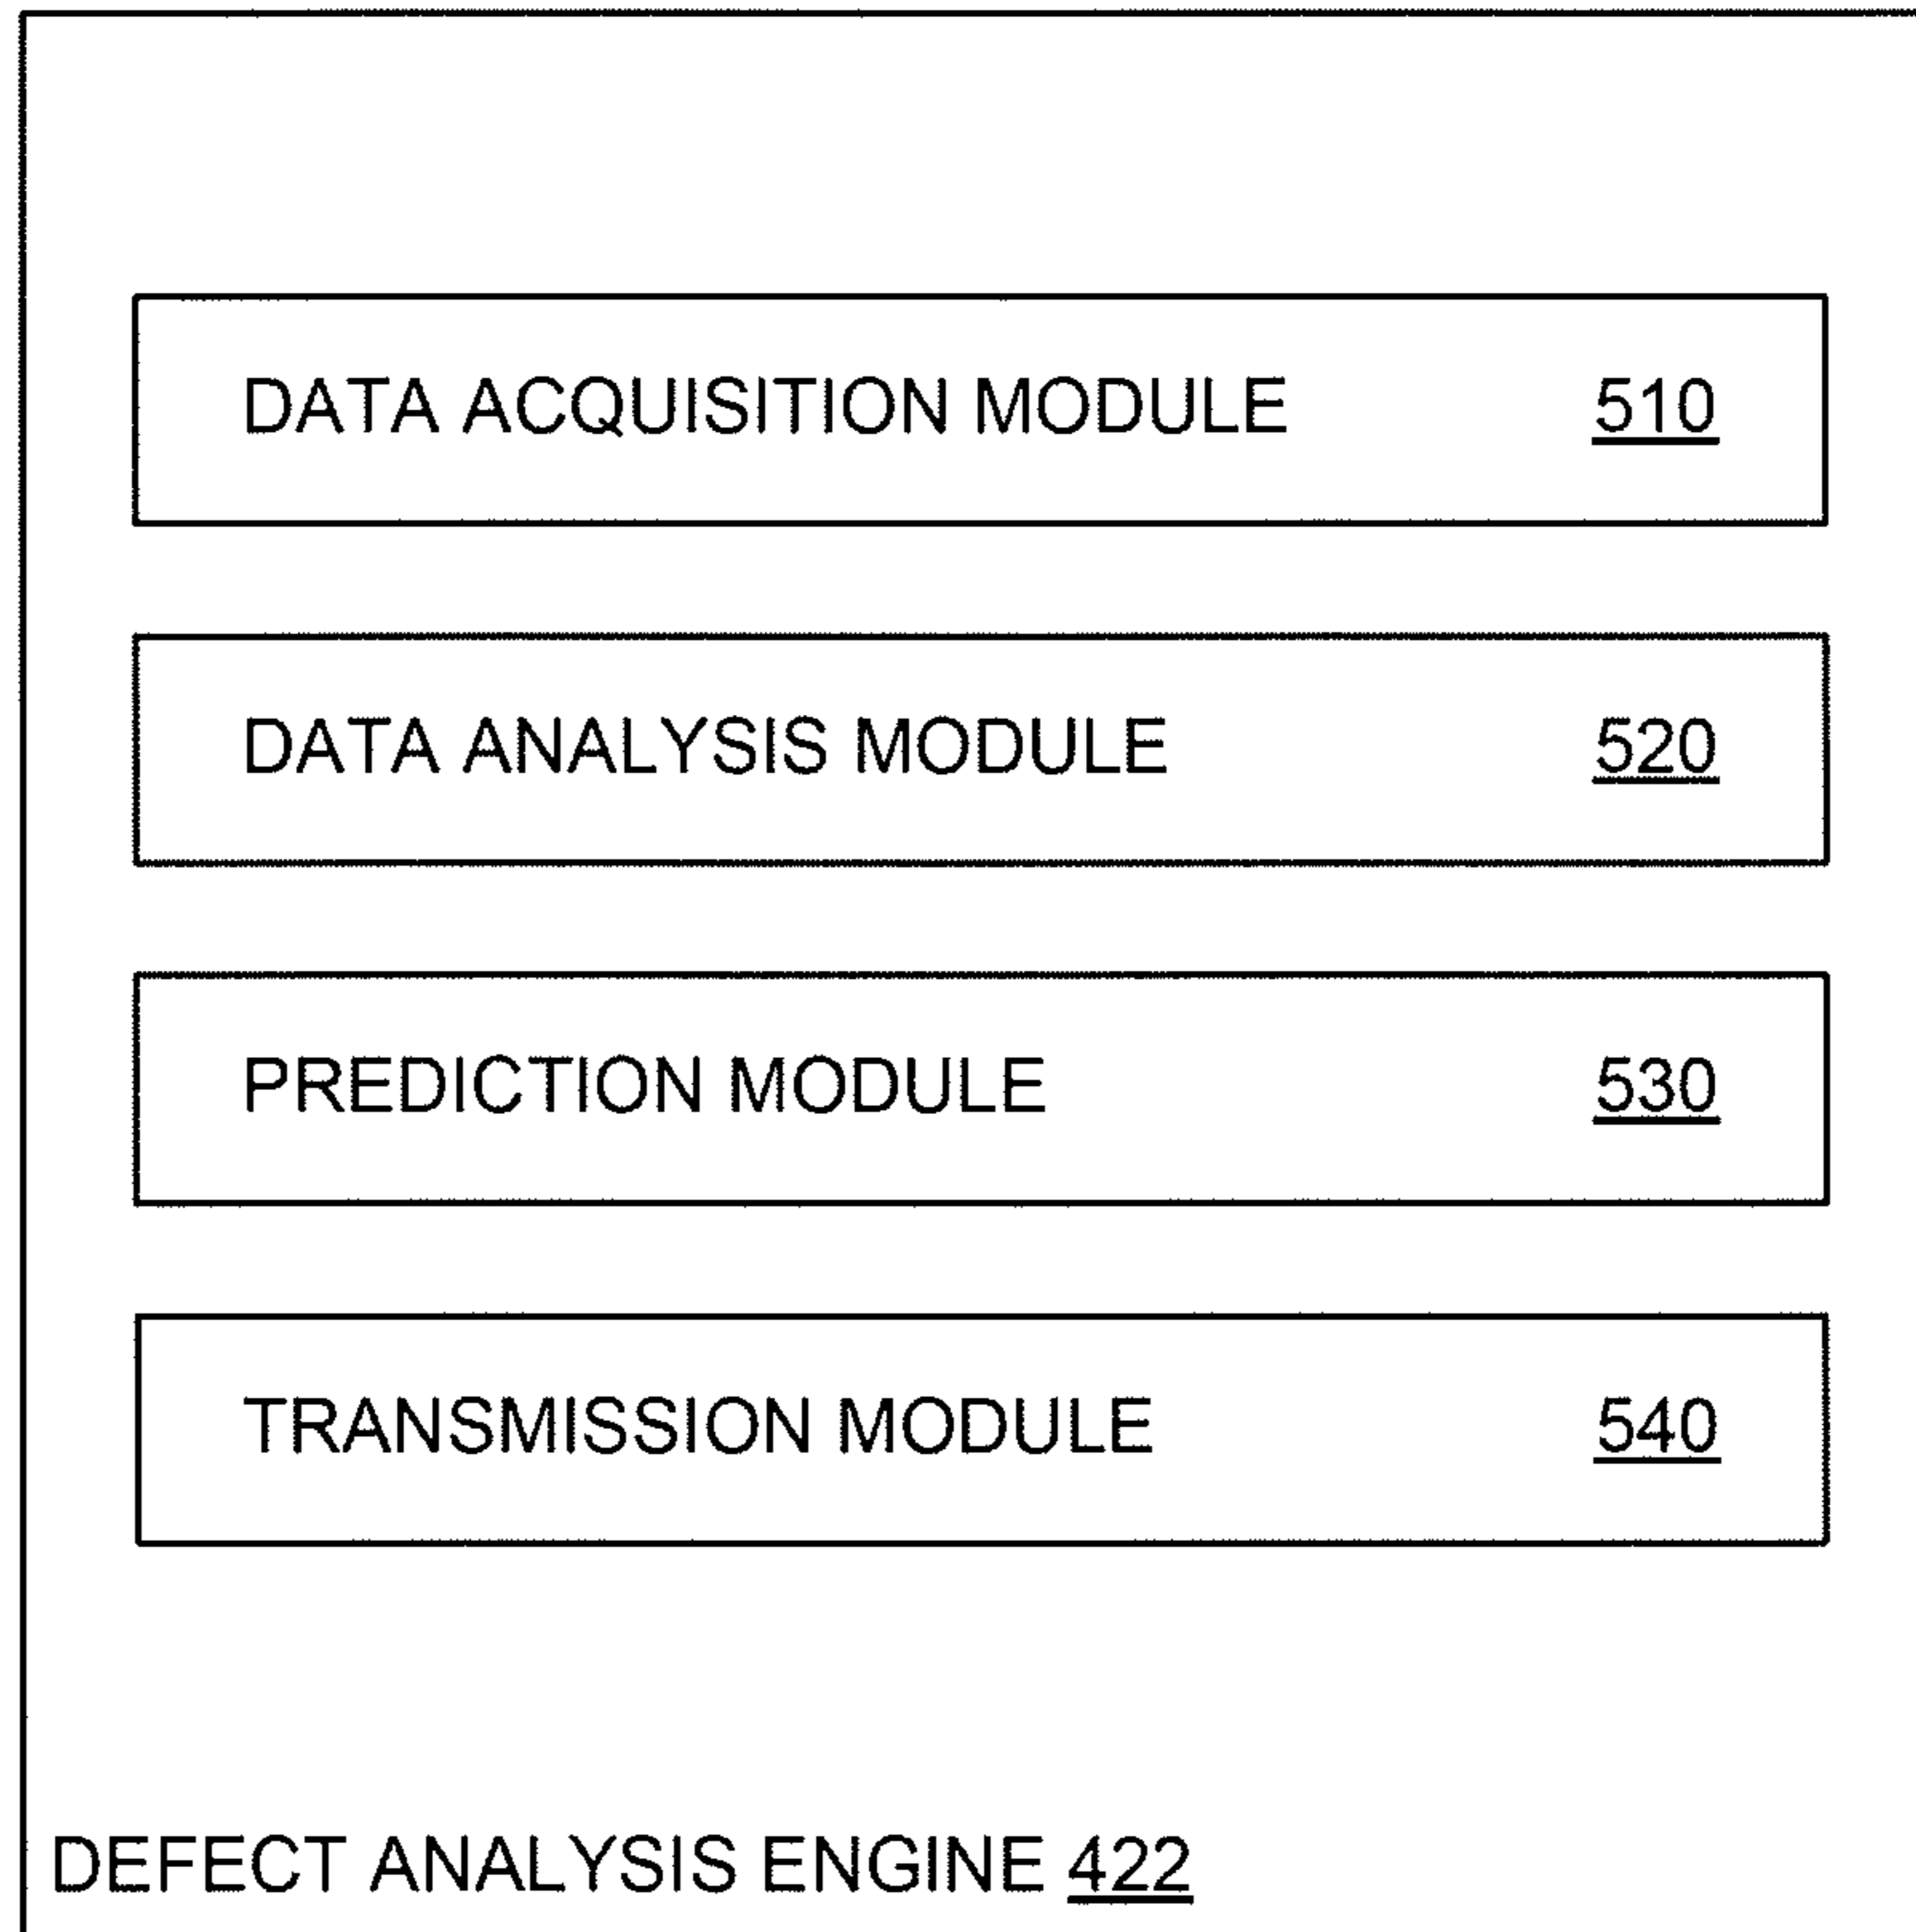 DATA ACQUISITION MODULE 510
DATA ANALYSIS MODULE 520
PREDICTION MODULE 530
TRANSMISSION MODULE 540
DEFECT ANALYSIS ENGINE 422